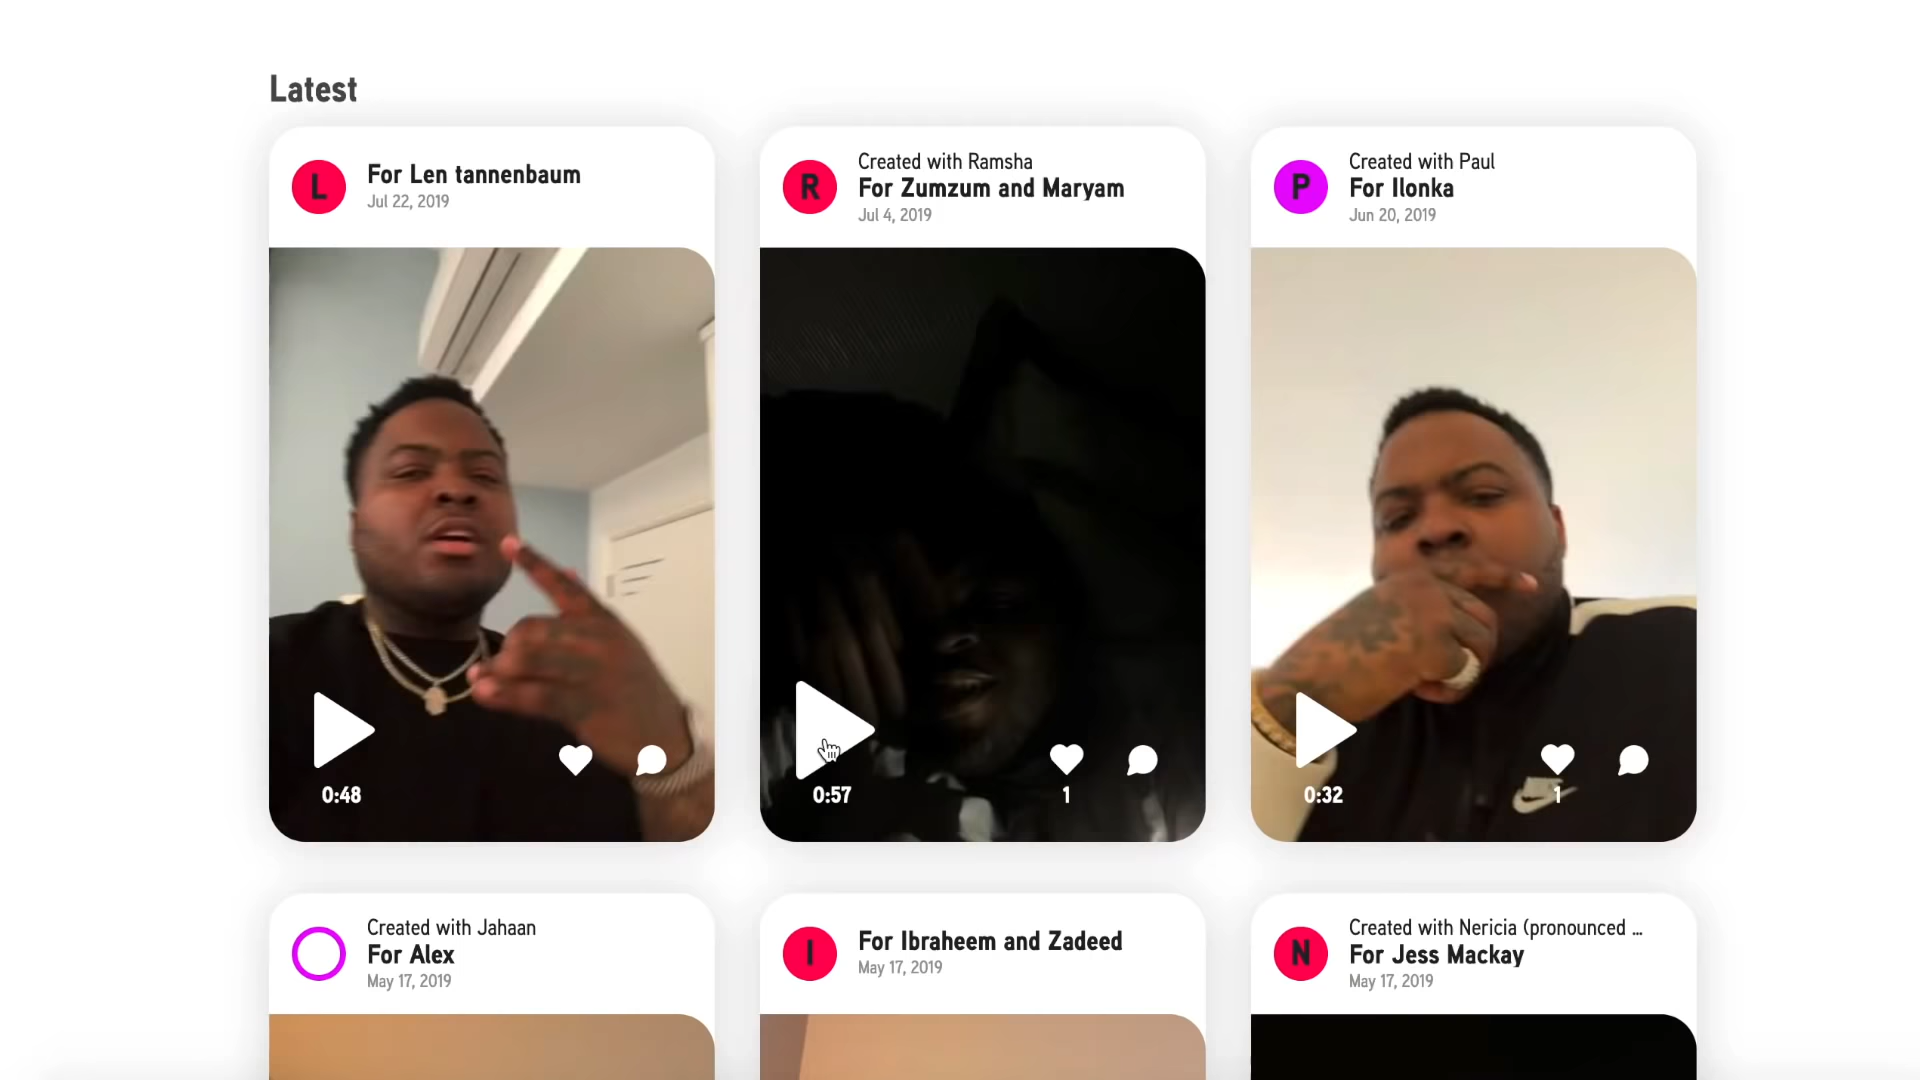 Latest
L
For Len tannenbaum
Jul 22, 2019
0:48
R
Created with Ramsha
For Zumzum and Maryam
Jul 4, 2019
0:57
1
P
Created with Paul
For Ilonka
Jun 20, 2019
0:32
1
Created with Jahaan
For Alex
May 17, 2019
I
For Ibraheem and Zadeed
May 17, 2019
N
Created with Nericia (pronounced ...
For Jess Mackay
May 17, 2019